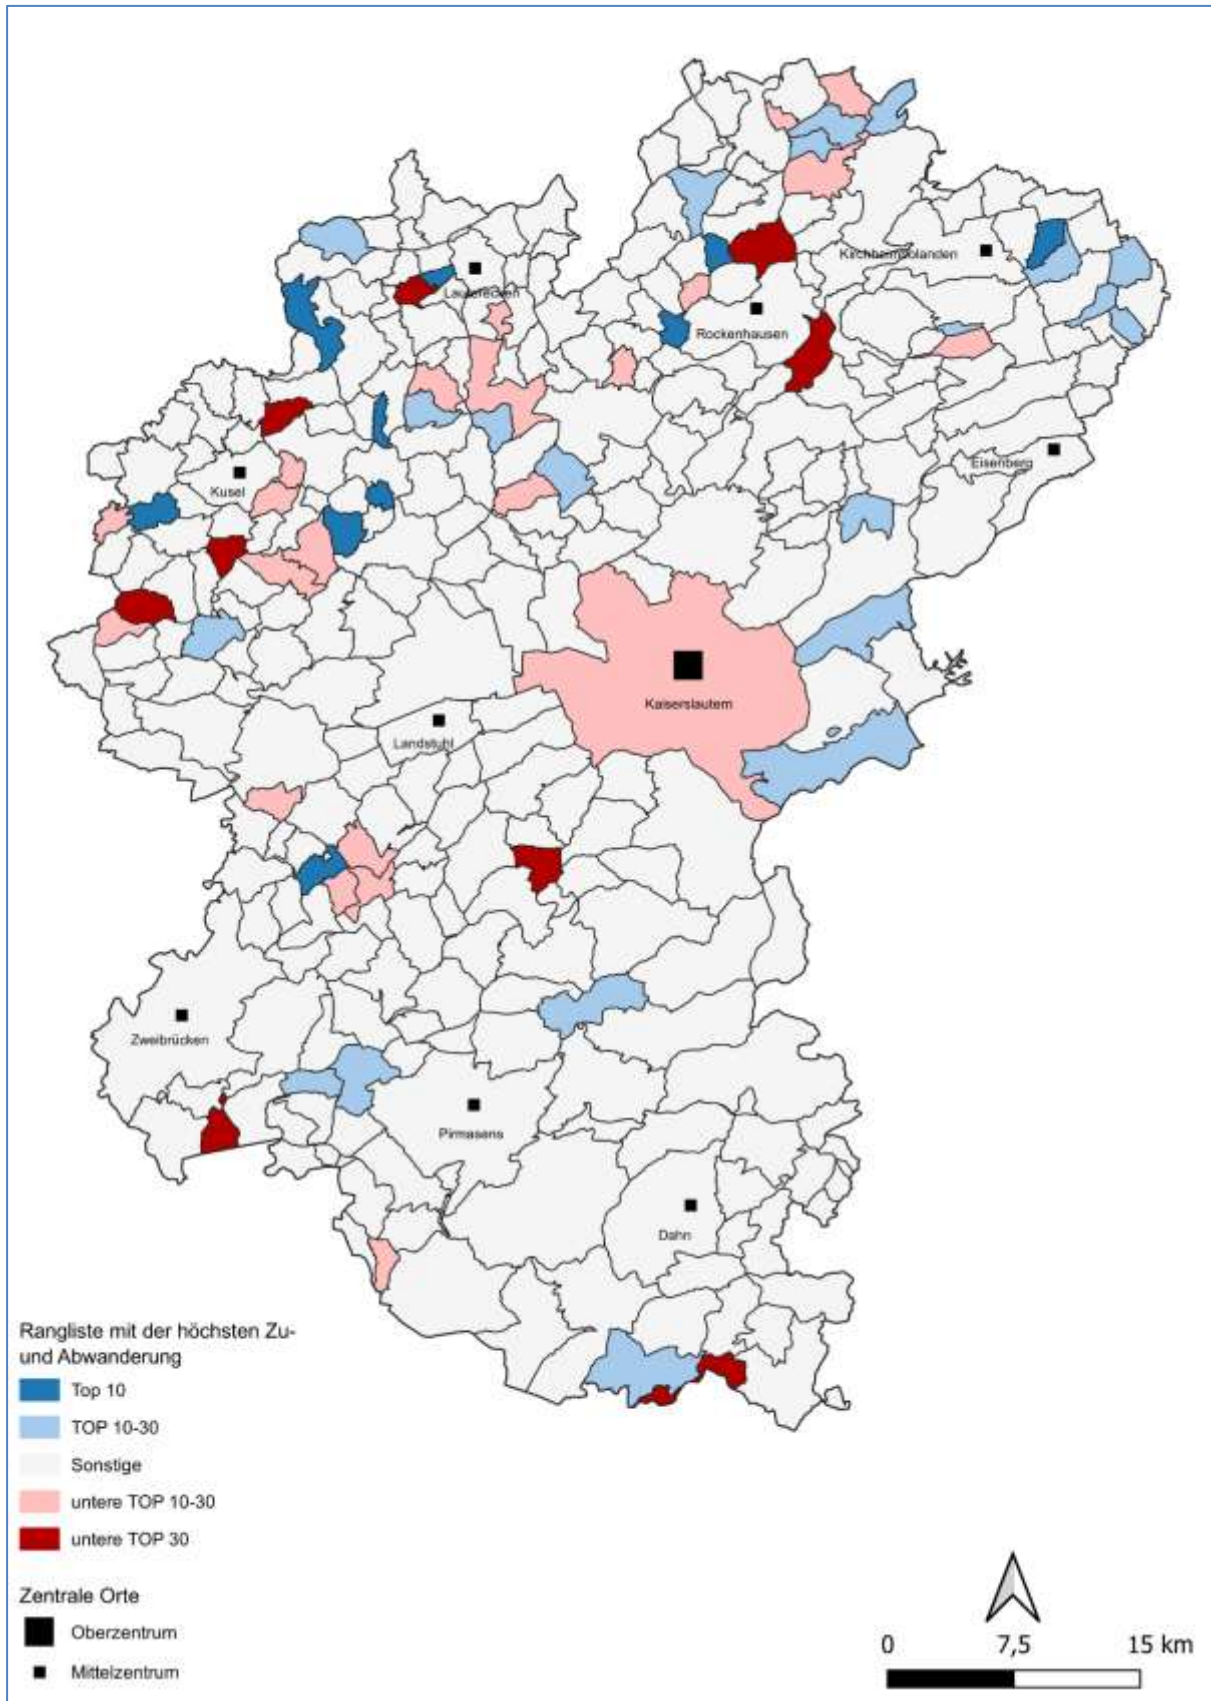 Kirchheimbolanden
Lauterecken
Rockenhausen
Eisenberg
Kusel
Kaiserslautern
Landstuhl
Zweibrücken
Pirmasens
Dahn
Rangliste mit der höchsten Zu-
und Abwanderung
Top 10
TOP 10-30
Sonstige
untere TOP 10-30
untere TOP 30
Zentrale Orte
Oberzentrum
Mittelzentrum
0 7,5 15 km